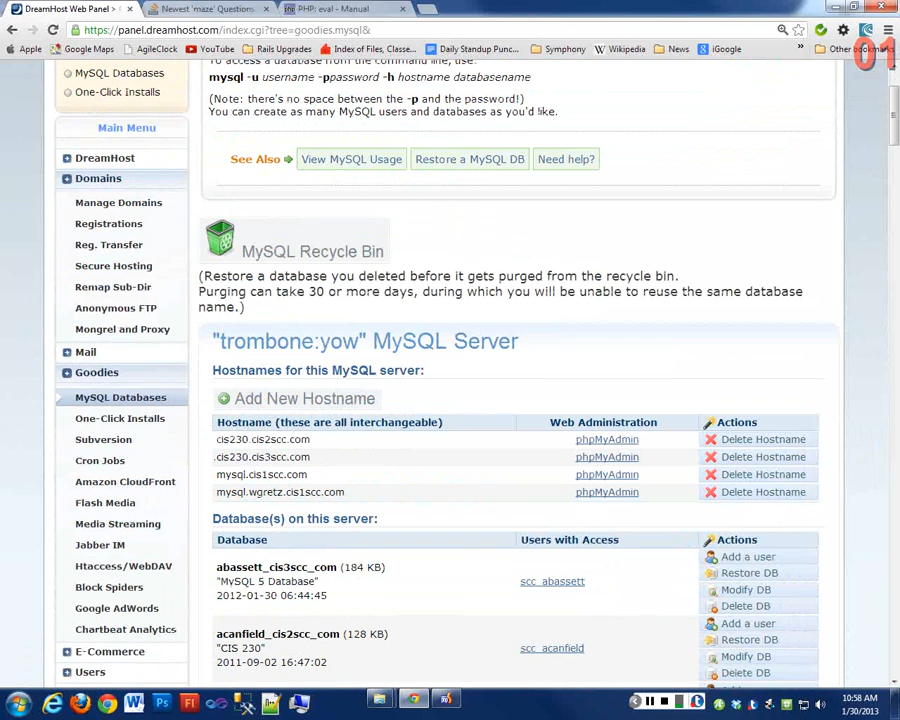 DreamHost Web Panel >
Newest 'maze' Questions
PHP: eval - Manual
https://panel.dreamhost.com/index.cgi?tree=goodies.mysql&
Apple
Google Maps
AgileClock
YouTube
Rails Upgrades
Index of Files, Classe...
Daily Standup Punc...
Symphony
Wikipedia
News
iGoogle
»
Other bookmarks
01
MySQL Databases
One-Click Installs
Main Menu
DreamHost
Domains
Manage Domains
Registrations
Reg. Transfer
Secure Hosting
Remap Sub-Dir
Anonymous FTP
Mongrel and Proxy
Mail
Goodies
MySQL Databases
One-Click Installs
Subversion
Cron Jobs
Amazon CloudFront
Flash Media
Media Streaming
Jabber IM
Htaccess/WebDAV
Block Spiders
Google AdWords
Chartbeat Analytics
E-Commerce
Users
To access a database from the command line, use:
mysql -u username -ppassword -h hostname databasename
(Note: there's no space between the -p and the password!)
You can create as many MySQL users and databases as you'd like.
See Also
View MySQL Usage
Restore a MySQL DB
Need help?
MySQL Recycle Bin
(Restore a database you deleted before it gets purged from the recycle bin.
Purging can take 30 or more days, during which you will be unable to reuse the same database
name.)
"trombone:yow" MySQL Server
Hostnames for this MySQL server:
Add New Hostname
Hostname (these are all interchangeable) Web Administration Actions
cis230.cis2scc.com phpMyAdmin Delete Hostname
.cis230.cis3scc.com phpMyAdmin Delete Hostname
mysql.cis1scc.com phpMyAdmin Delete Hostname
mysql.wgretz.cis1scc.com phpMyAdmin Delete Hostname
Database(s) on this server:
Database Users with Access Actions
abassett_cis3scc_com (184 KB)
"MySQL 5 Database"
2012-01-30 06:44:45
scc_abassett
Add a user
Restore DB
Modify DB
Delete DB
acanfield_cis2scc_com (128 KB)
"CIS 230"
2011-09-02 16:47:02
scc_acanfield
Add a user
Restore DB
Modify DB
Delete DB
10:58 AM
1/30/2013